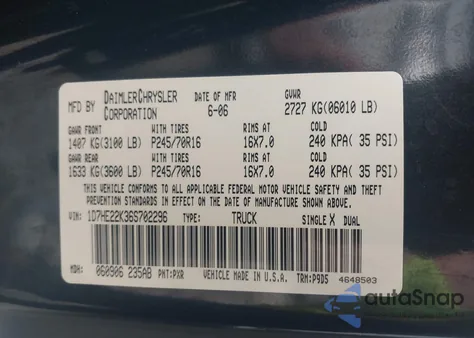 MFD BY DAIMLERCHRYSLER CORPORATION DATE OF MFR 6-06 GVWR 2727 KG(06010 LB)
GAWR FRONT WITH TIRES RIMS AT COLD
1407 KG(3100 LB) P245/70R16 16X7.0 240 KPA( 35 PSI)
GAWR REAR WITH TIRES RIMS AT COLD
1633 KG(3600 LB) P245/70R16 16X7.0 240 KPA( 35 PSI)
THIS VEHICLE CONFORMS TO ALL APPLICABLE FEDERAL MOTOR VEHICLE SAFETY AND THEFT
PREVENTION STANDARDS IN EFFECT ON THE DATE OF MANUFACTURE SHOWN ABOVE
VIN: 1D7HE22K36S702296 TYPE: TRUCK SINGLE X DUAL
MDH: 060906 235AB PNT: PXR VEHICLE MADE IN U.S.A. TRM: P9D5 4648503
autoSnap